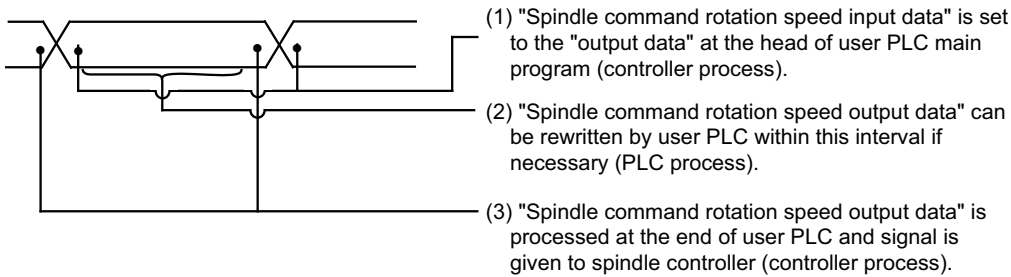 (1) "Spindle command rotation speed input data" is set
to the "output data" at the head of user PLC main
program (controller process).
(2) "Spindle command rotation speed output data" can
be rewritten by user PLC within this interval if
necessary (PLC process).
(3) "Spindle command rotation speed output data" is
processed at the end of user PLC and signal is
given to spindle controller (controller process).